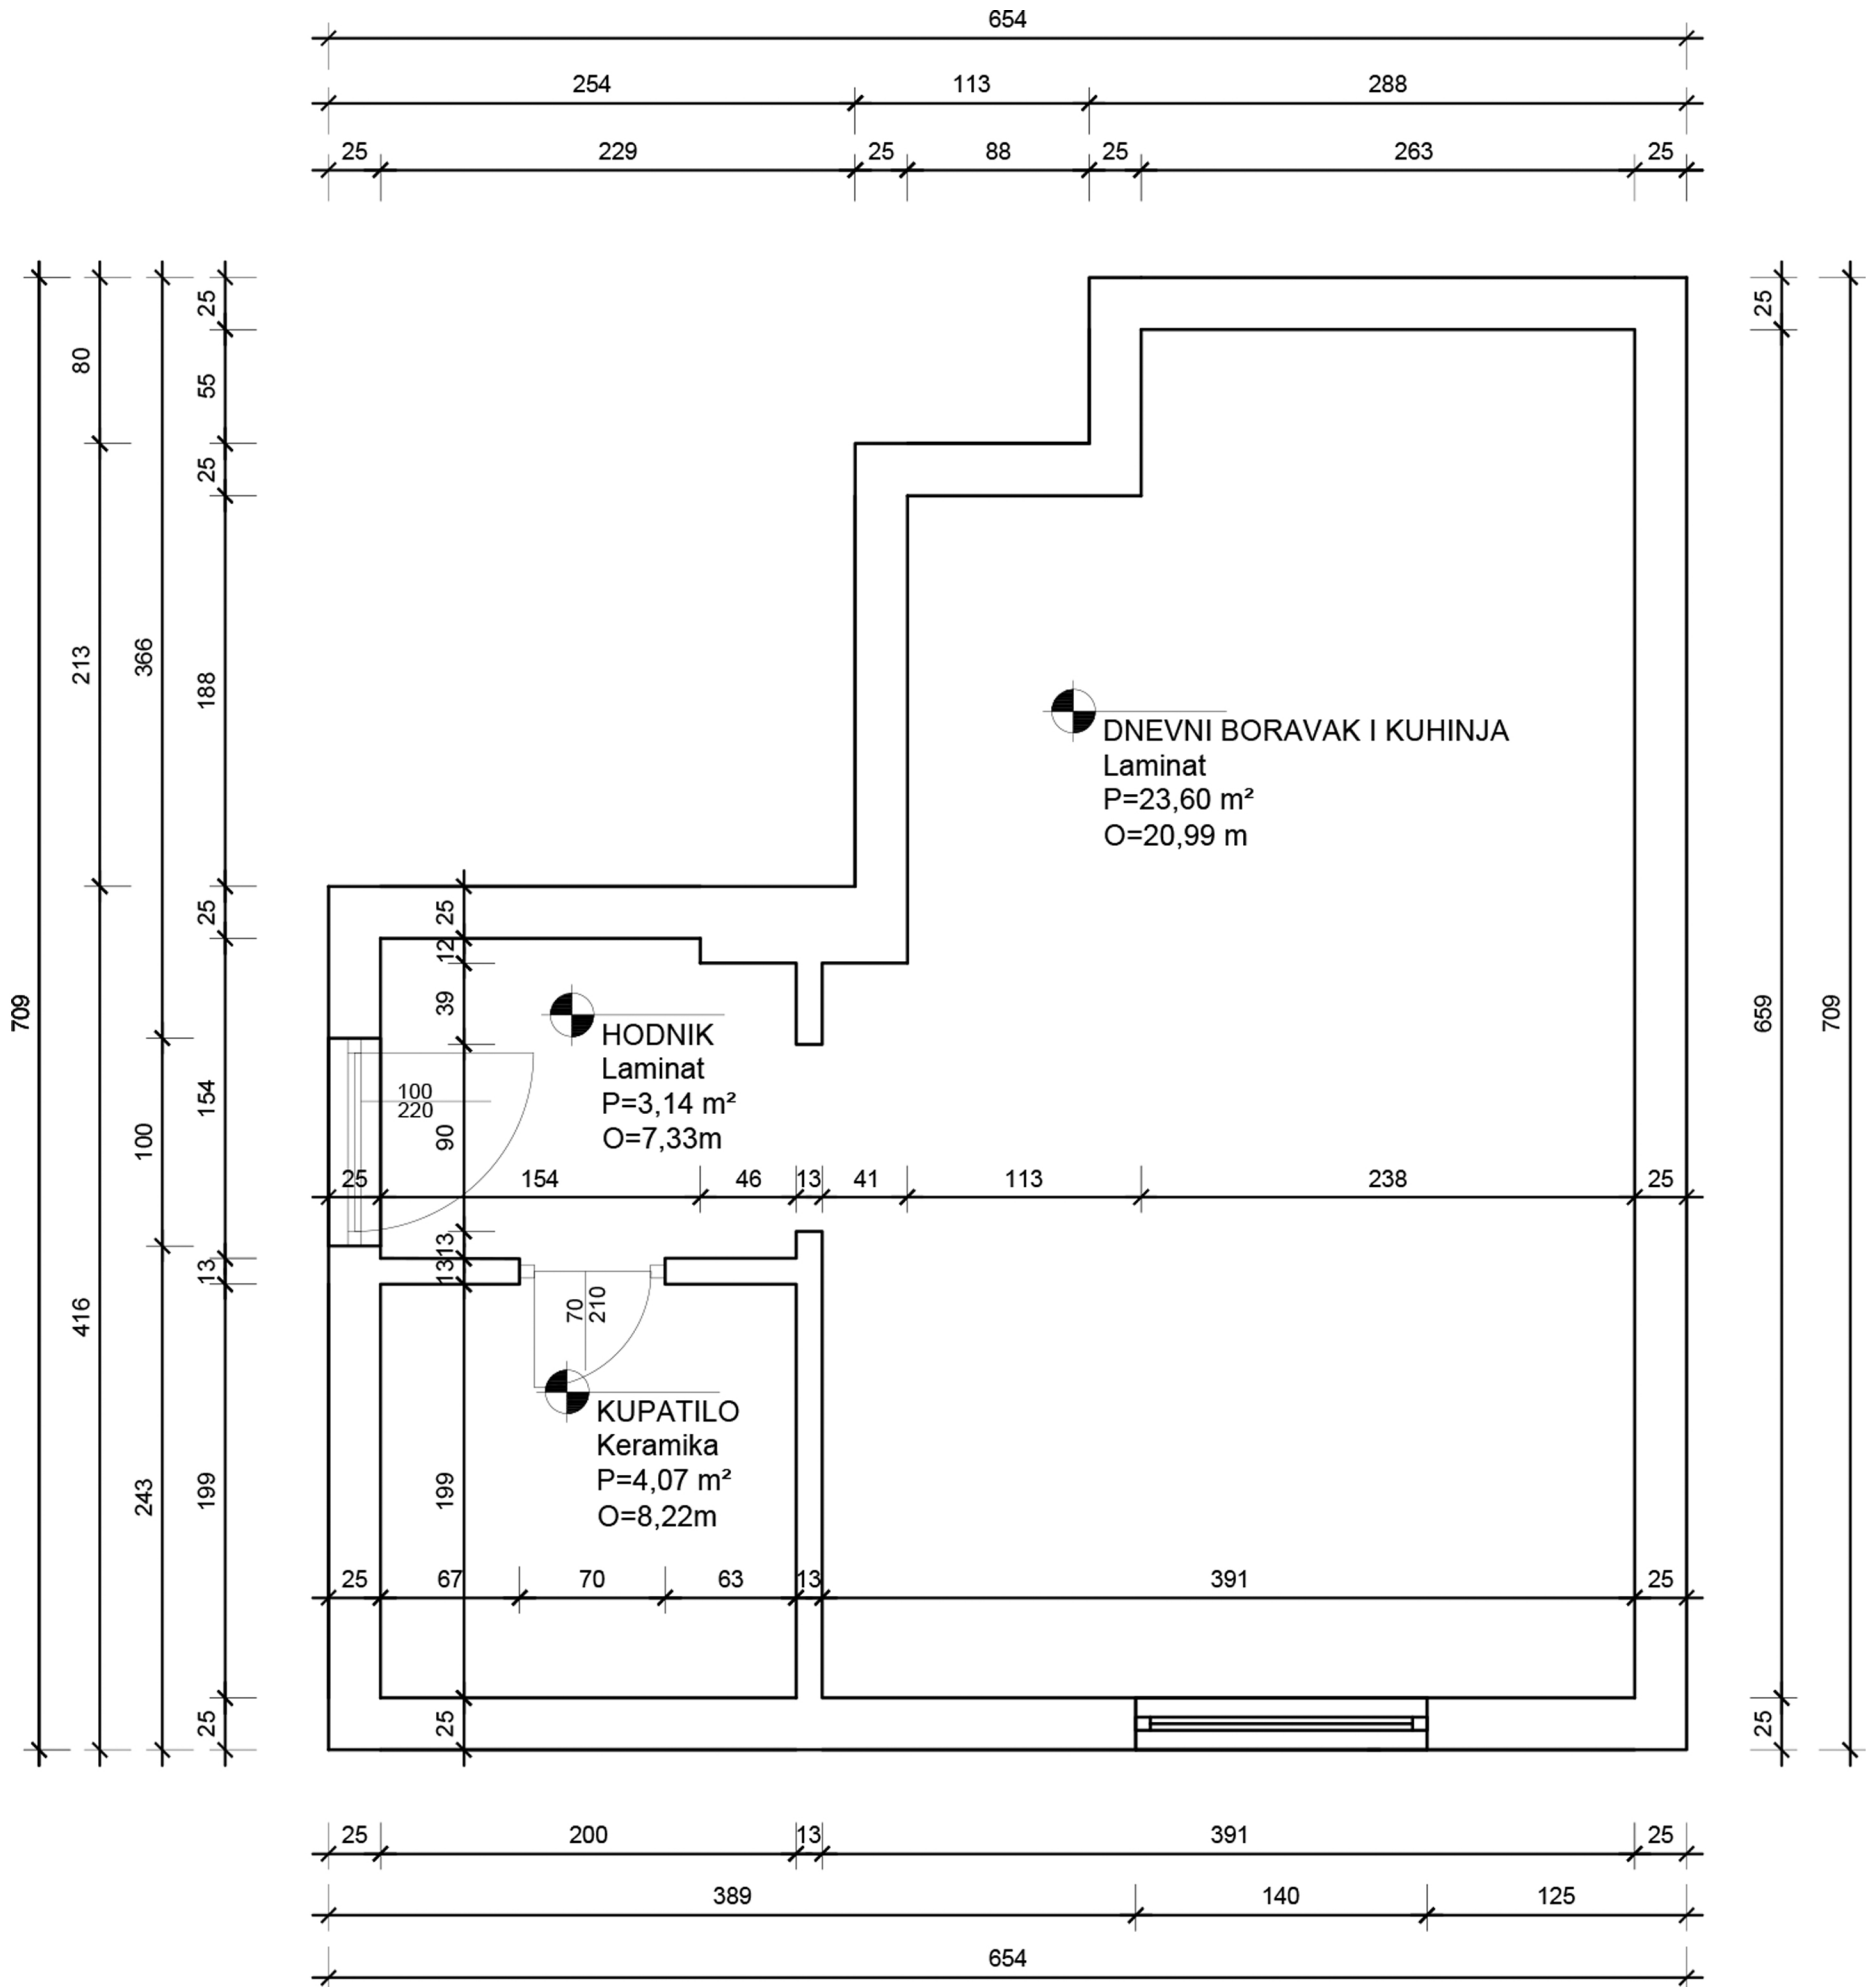 654
254 113 288
25 229 25 88 25 263 25
709
80 213 416
366 100 243
25 55 25 188 25 154 13 199 25
25 659 25
709
DNEVNI BORAVAK I KUHINJA
Laminat
P=23,60 m²
O=20,99 m
25 12 39 90 13 13 199 25
HODNIK
Laminat
P=3,14 m²
O=7,33m
100
220
25 154 46 13 41 113 238 25
70
210
KUPATILO
Keramika
P=4,07 m²
O=8,22m
25 67 70 63 13 391 25
25 200 13 391 25
389 140 125
654